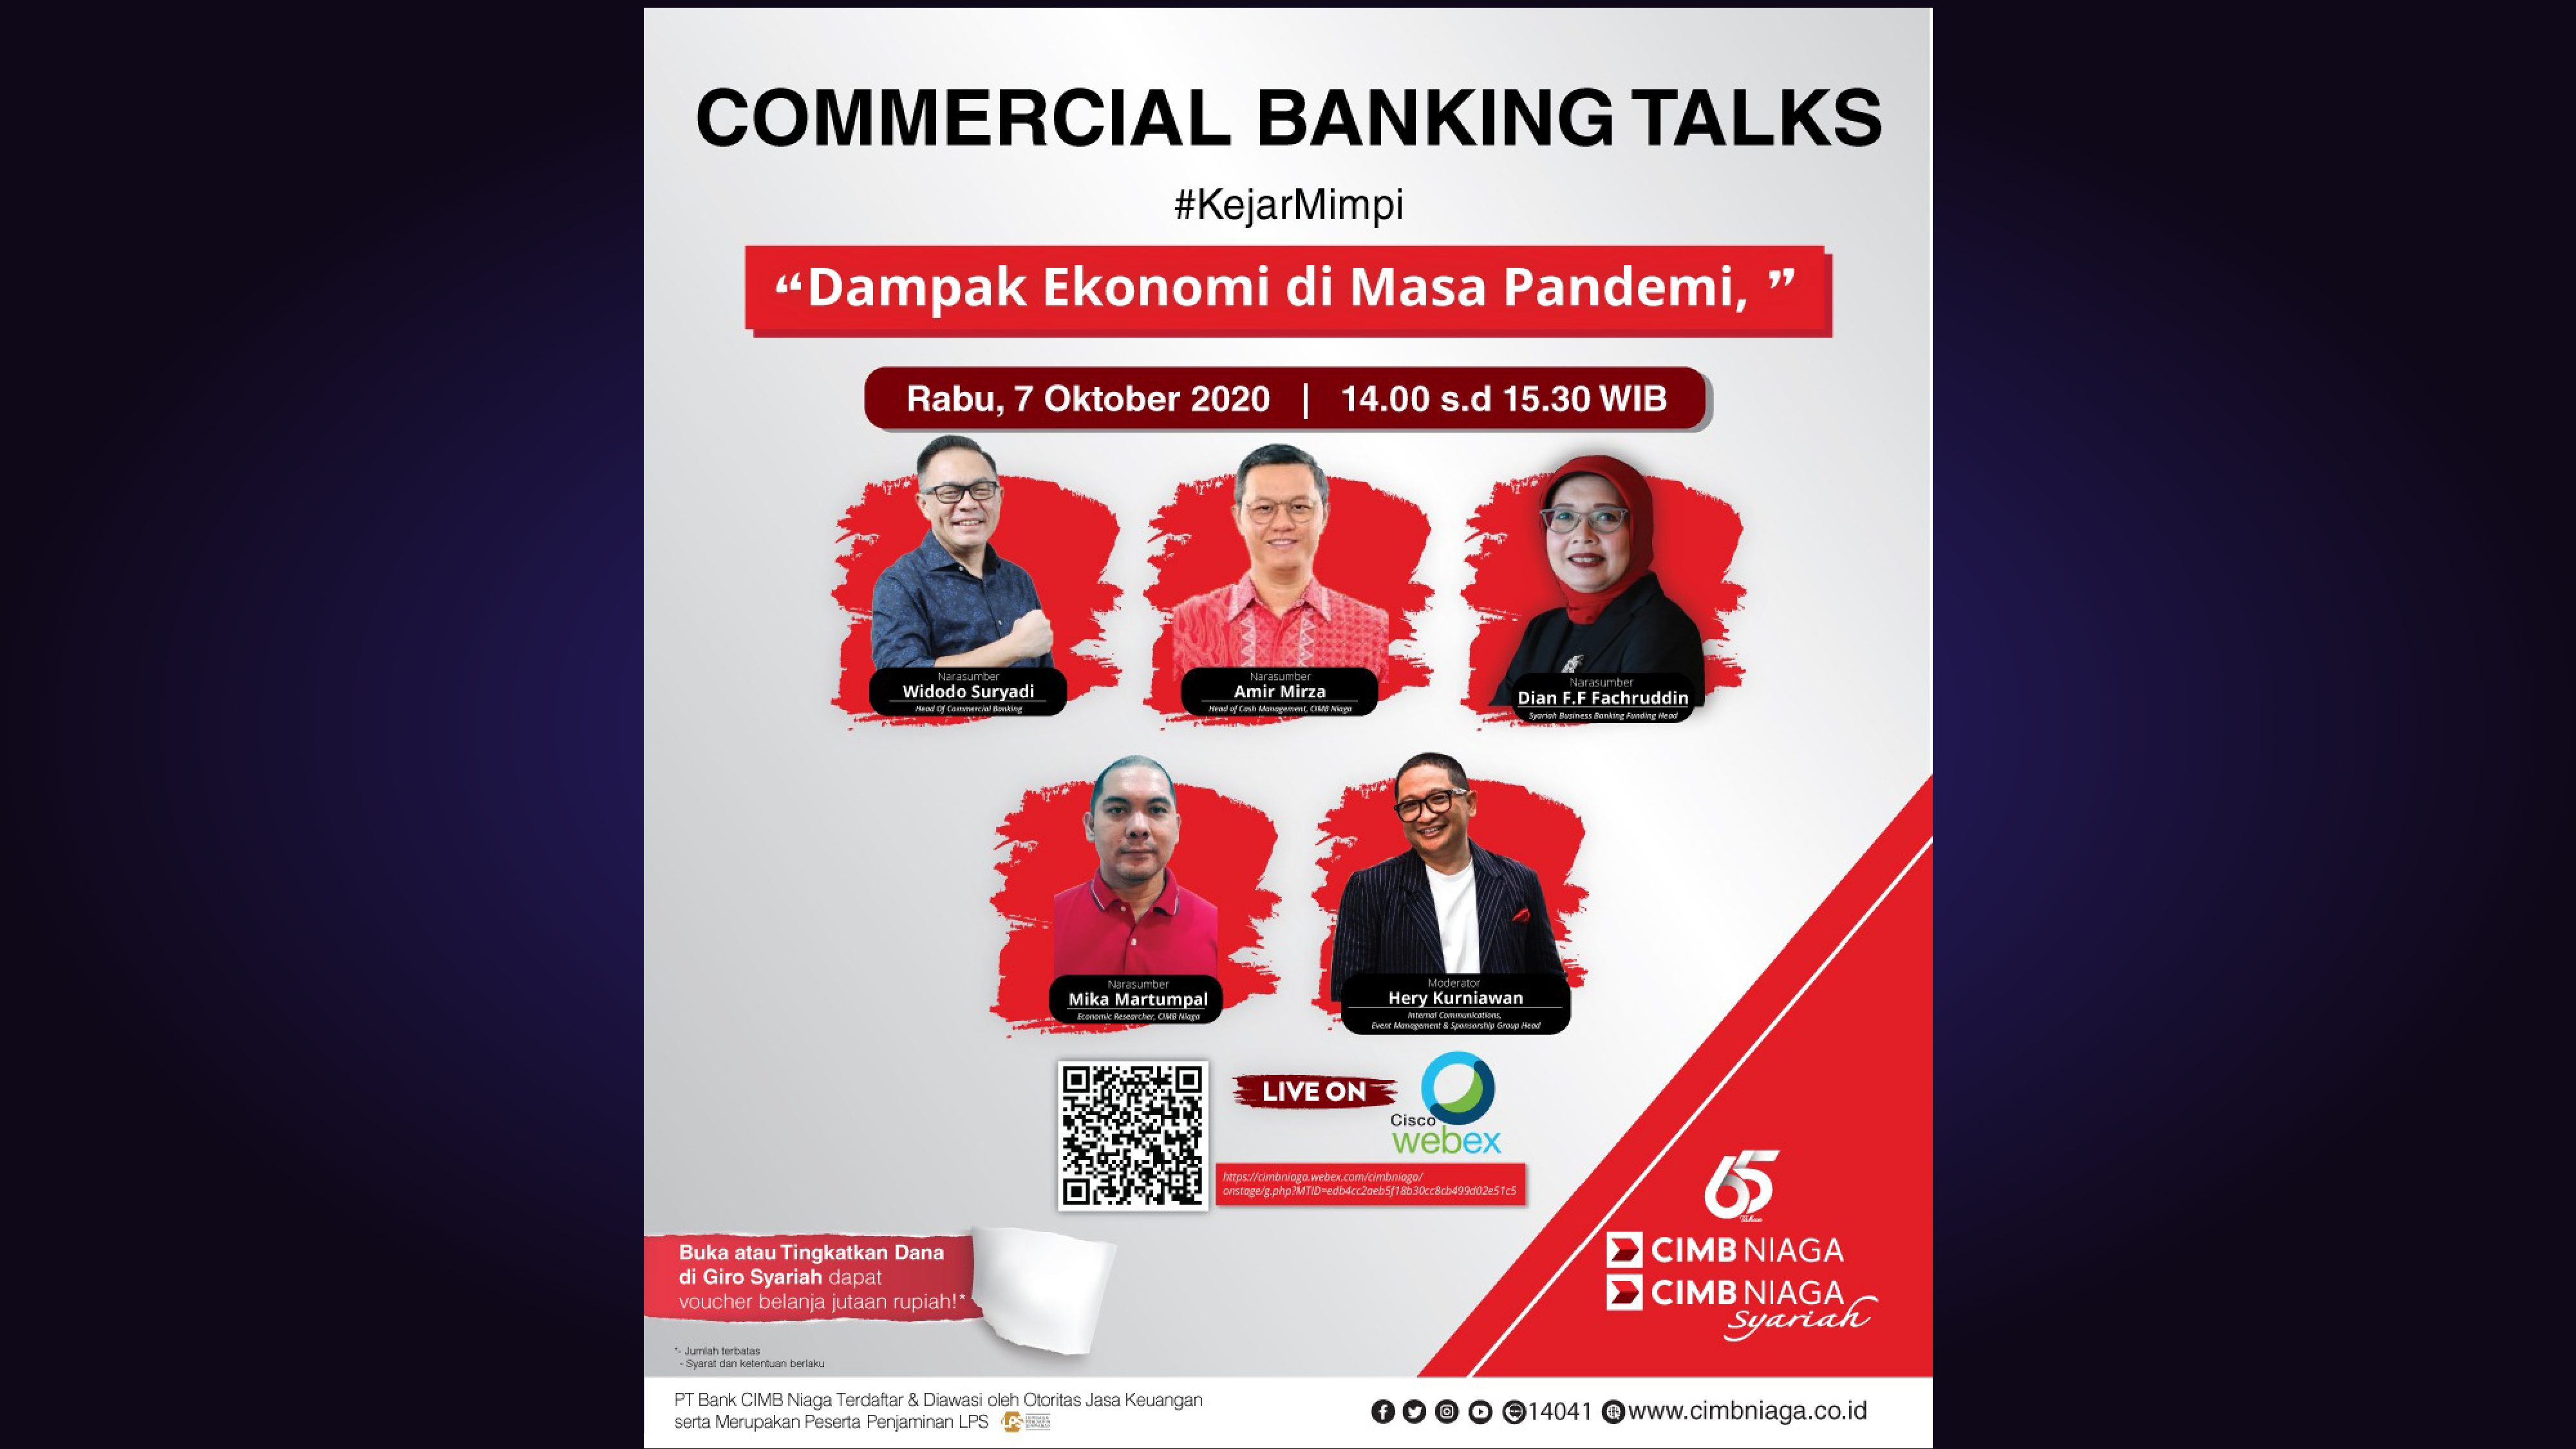 COMMERCIAL BANKING TALKS
#KejarMimpi
“Dampak Ekonomi di Masa Pandemi, ”
Rabu, 7 Oktober 2020 | 14.00 s.d 15.30 WIB
Narasumber
Widodo Suryadi
Head Of Commercial Banking
Narasumber
Amir Mirza
Head of Cash Management, CIMB Niaga
Narasumber
Dian F.F Fachruddin
Syariah Business Banking Funding Head
Narasumber
Mika Martumpal
Economic Researcher, CIMB Niaga
Moderator
Hery Kurniawan
Internal Communications,
Event Management & Sponsorship Group Head
LIVE ON
Cisco
webex
https://cimbniaga.webex.com/cimbniaga/
onstage/g.php?MTID=edb4cc2aeb5f18b30cc8cb499d02e51c5
65
Tahun
CIMB NIAGA
CIMB NIAGA
Syariah
Buka atau Tingkatkan Dana
di Giro Syariah dapat
voucher belanja jutaan rupiah!*
*- Jumlah terbatas
- Syarat dan ketentuan berlaku
PT Bank CIMB Niaga Terdaftar & Diawasi oleh Otoritas Jasa Keuangan
serta Merupakan Peserta Penjaminan LPS LPS
14041 www.cimbniaga.co.id